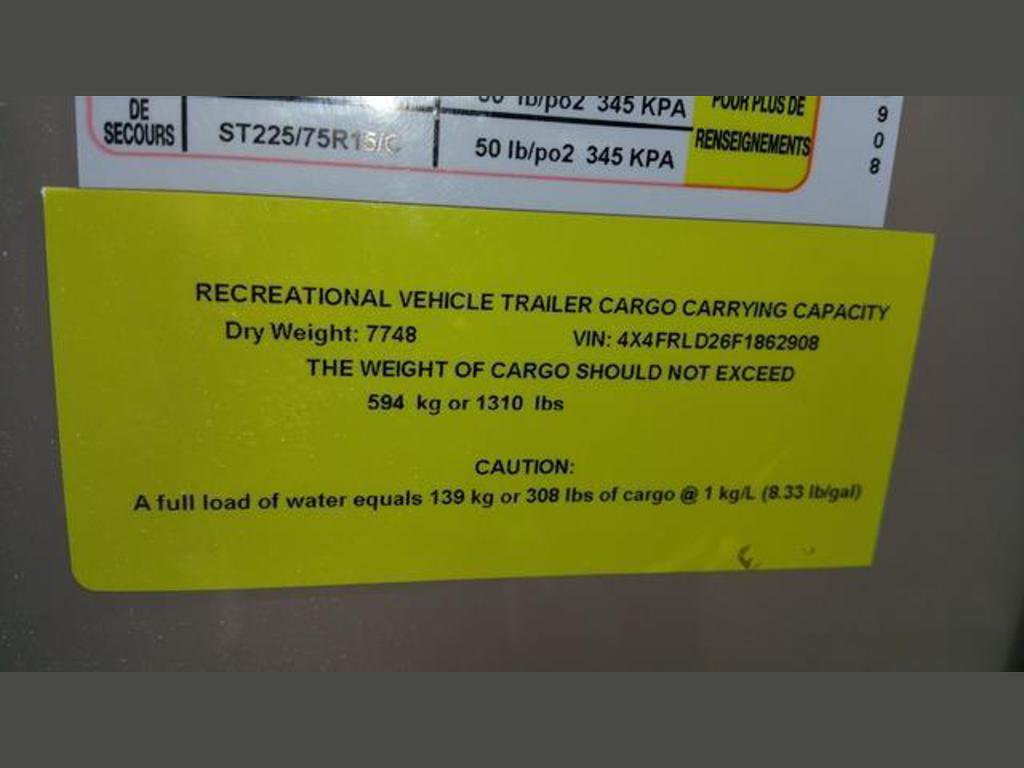 DE
SECOURS
ST225/75R15/C
lb/po2 345 KPA
50 lb/po2 345 KPA
POUR PLUS DE
RENSEIGNEMENTS
9
0
8
RECREATIONAL VEHICLE TRAILER CARGO CARRYING CAPACITY
Dry Weight: 7748 VIN: 4X4FRLD26F1862908
THE WEIGHT OF CARGO SHOULD NOT EXCEED
594 kg or 1310 lbs
CAUTION:
A full load of water equals 139 kg or 308 lbs of cargo @ 1 kg/L (8.33 lb/gal)